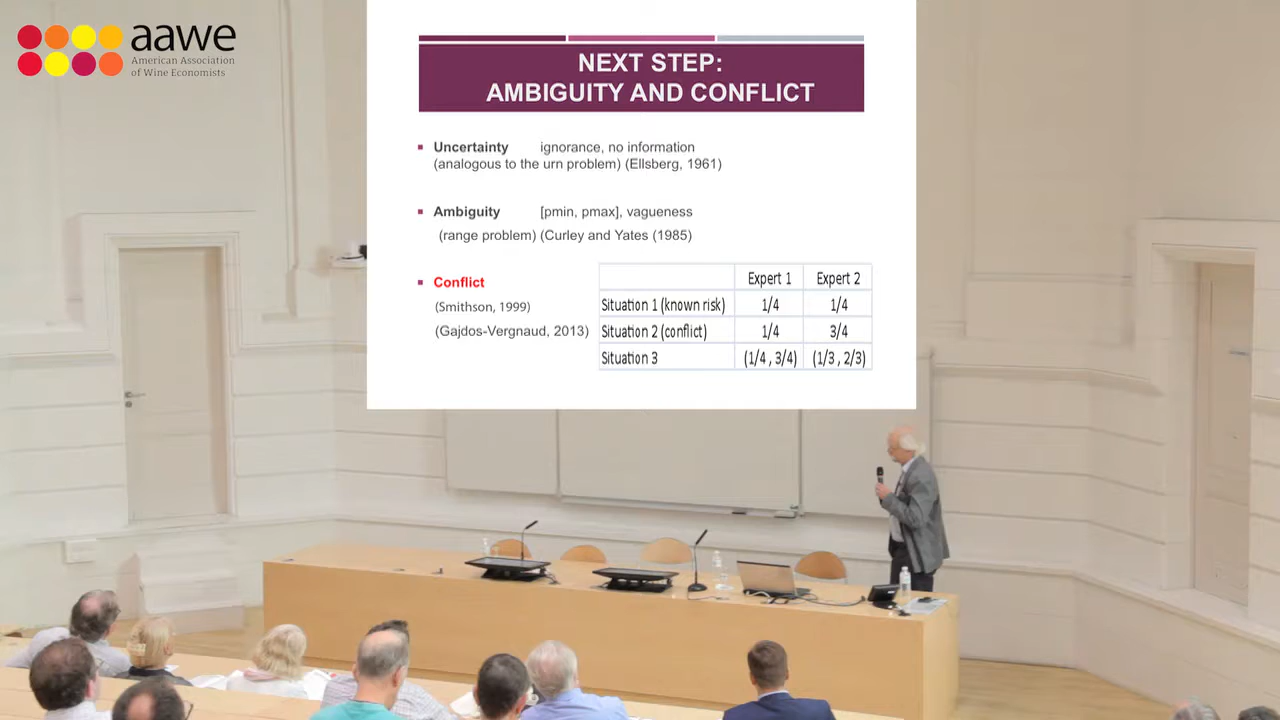 aawe
American Association
of Wine Economists
NEXT STEP:
AMBIGUITY AND CONFLICT
Uncertainty ignorance, no information
(analogous to the urn problem) (Ellsberg, 1961)
Ambiguity [pmin, pmax], vagueness
(range problem) (Curley and Yates (1985)
Conflict
(Smithson, 1999)
(Gajdos-Vergnaud, 2013)
Expert 1 Expert 2
Situation 1 (known risk) 1/4 1/4
Situation 2 (conflict) 1/4 3/4
Situation 3 (1/4 , 3/4) (1/3 , 2/3)